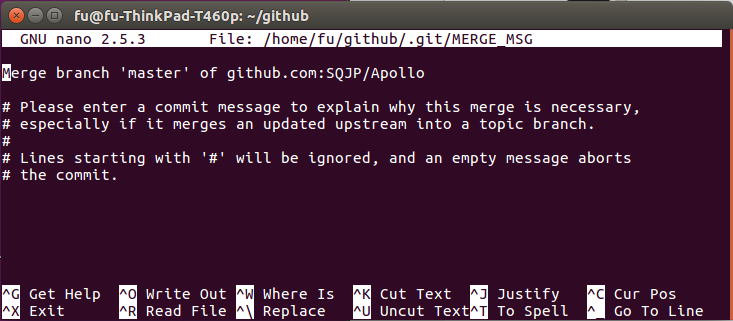 fu@fu-ThinkPad-T460p: ~/github
GNU nano 2.5.3 File: /home/fu/github/.git/MERGE_MSG
Merge branch 'master' of github.com:SQJP/Apollo
# Please enter a commit message to explain why this merge is necessary,
# especially if it merges an updated upstream into a topic branch.
#
# Lines starting with '#' will be ignored, and an empty message aborts
# the commit.
^G Get Help ^O Write Out ^W Where Is ^K Cut Text ^J Justify ^C Cur Pos
^X Exit ^R Read File ^\ Replace ^U Uncut Text ^T To Spell ^_ Go To Line